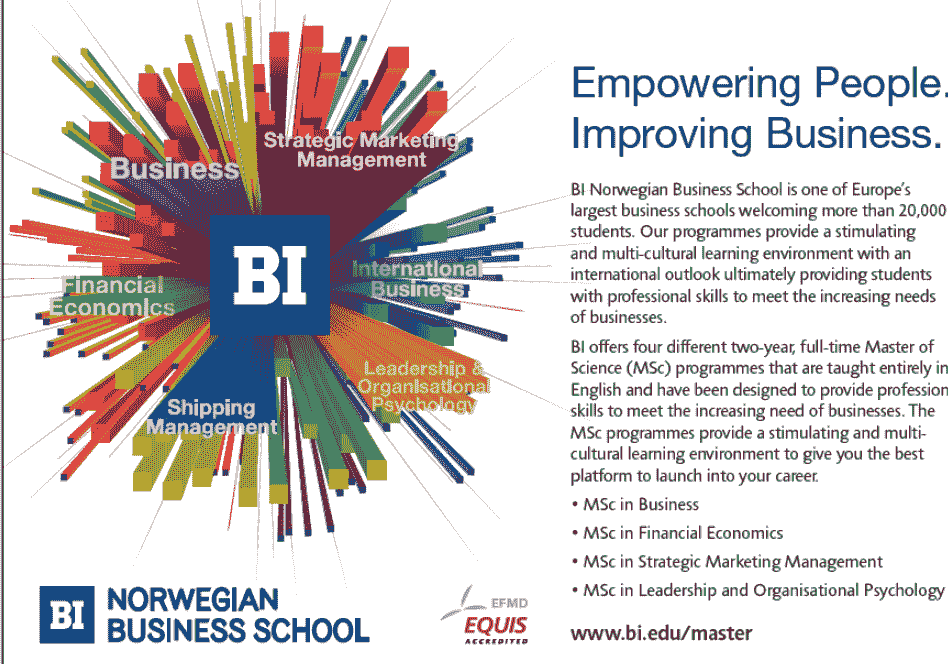 Strategic Marketing
Management
Business
BI
International
Business
Financial
Economics
Leadership &
Organisational
Psychology
Shipping
Management
BI NORWEGIAN
BUSINESS SCHOOL
EFMD
EQUIS
ACCREDITED
Empowering People.
Improving Business.
BI Norwegian Business School is one of Europe's
largest business schools welcoming more than 20,000
students. Our programmes provide a stimulating
and multi-cultural learning environment with an
international outlook ultimately providing students
with professional skills to meet the increasing needs
of businesses.
BI offers four different two-year, full-time Master of
Science (MSc) programmes that are taught entirely in
English and have been designed to provide profession
skills to meet the increasing need of businesses. The
MSc programmes provide a stimulating and multi-
cultural learning environment to give you the best
platform to launch into your career.
• MSc in Business
• MSc in Financial Economics
• MSc in Strategic Marketing Management
• MSc in Leadership and Organisational Psychology
www.bi.edu/master